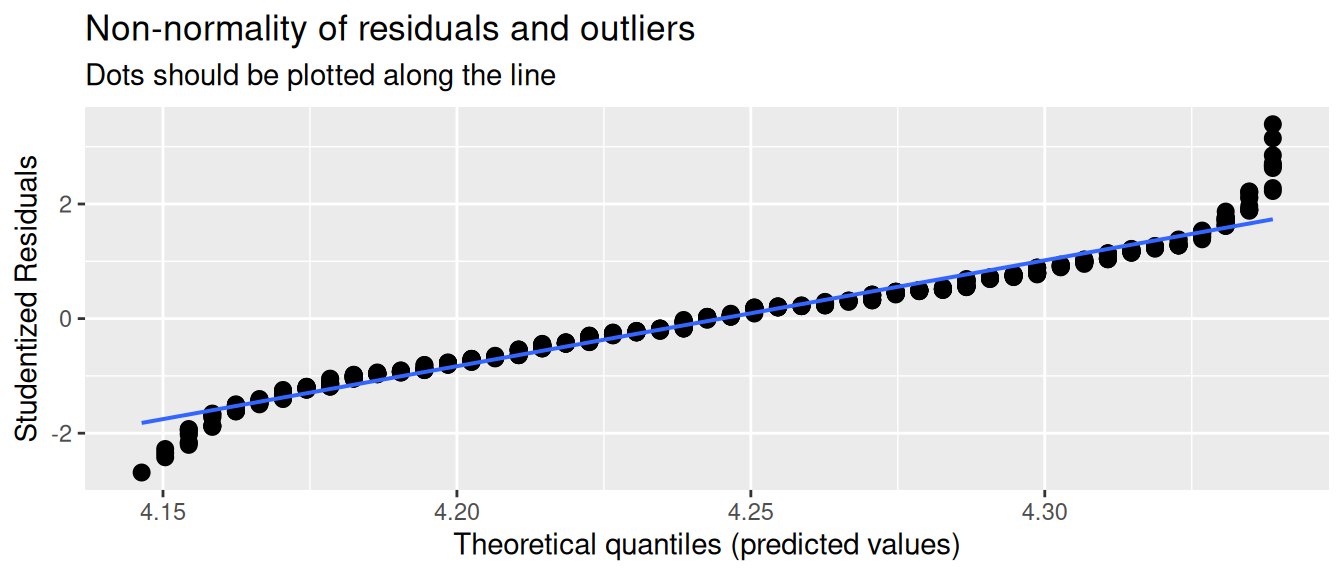 Non-normality of residuals and outliers
Dots should be plotted along the line
Studentized Residuals
2
0
-2
4.15 4.20 4.25 4.30
Theoretical quantiles (predicted values)